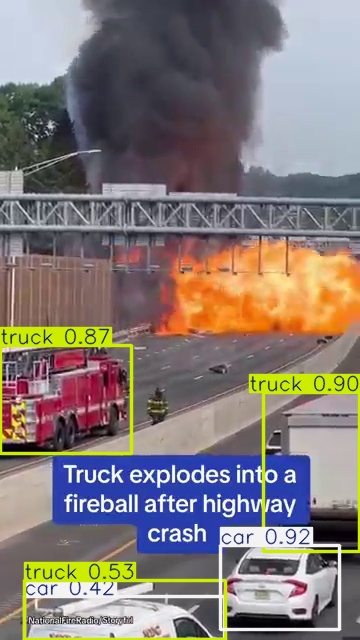 truck 0.87
truck 0.90
Truck explodes into a
fireball after highway
crash
car 0.92
truck 0.53
car 0.42
NationalFireRadio/Storyful